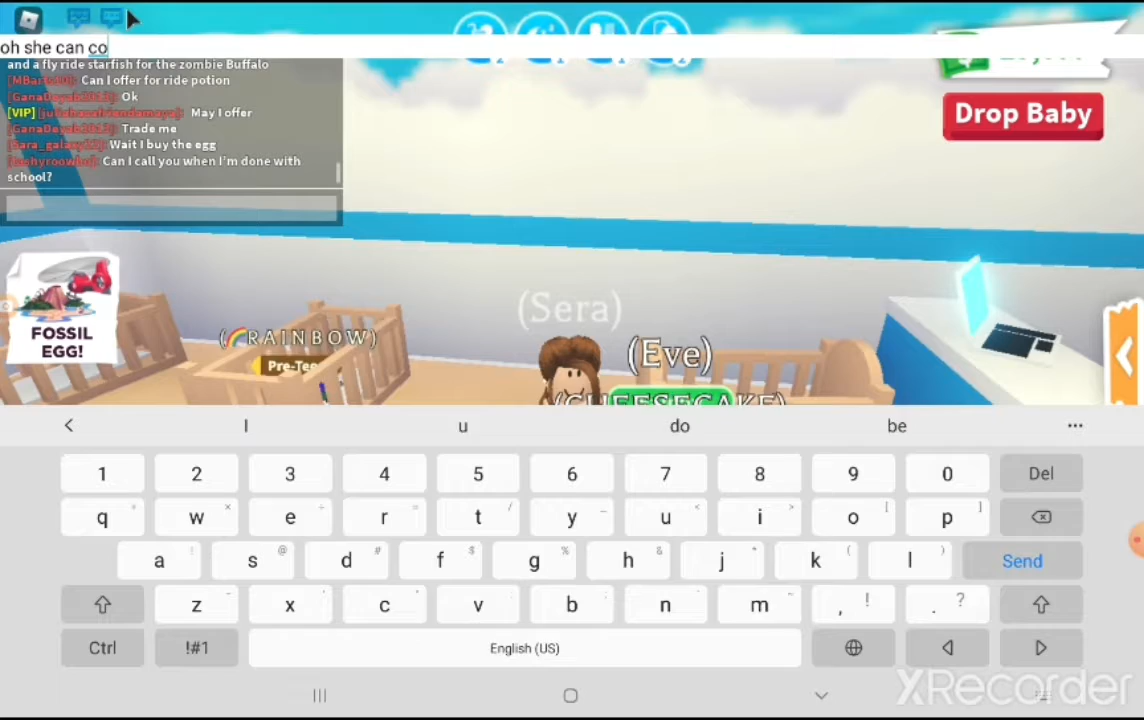 oh she can co
and a fly ride starfish for the zombie Buffalo
Can I offer for ride potion
Ok
[VIP] May I offer
Trade me
Wait I buy the egg
Can I call you when I'm done with
school?
Drop Baby
FOSSIL
EGG!
(RAINBOW)
Pre-Tee
(Sera)
(Eve)
(CHEESECAKE)
< I u do be ...
1 2 3 4 5 6 7 8 9 0 Del
q w e r t y u i o p
a s d f g h j k l Send
z x c v b n m , ! . ?
Ctrl !#1 English (US)
XRecorder